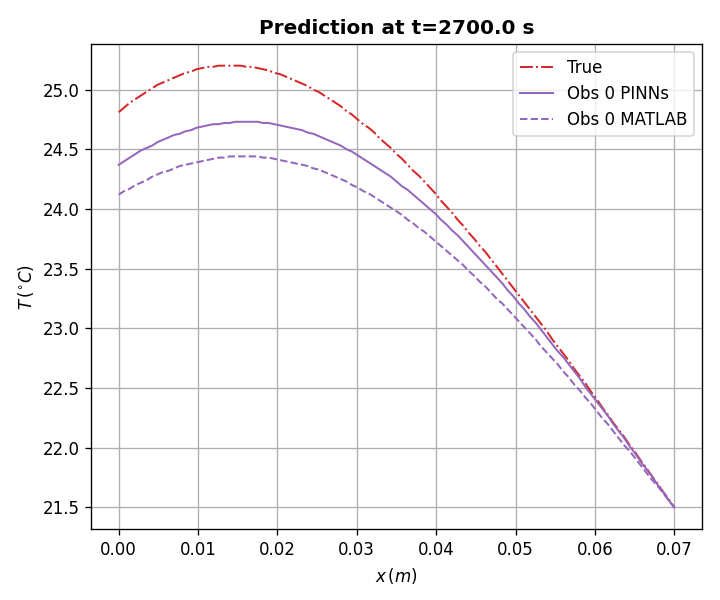 Prediction at t=2700.0 s
True
Obs 0 PINNs
Obs 0 MATLAB
T (°C)
25.0
24.5
24.0
23.5
23.0
22.5
22.0
21.5
0.00 0.01 0.02 0.03 0.04 0.05 0.06 0.07
x (m)